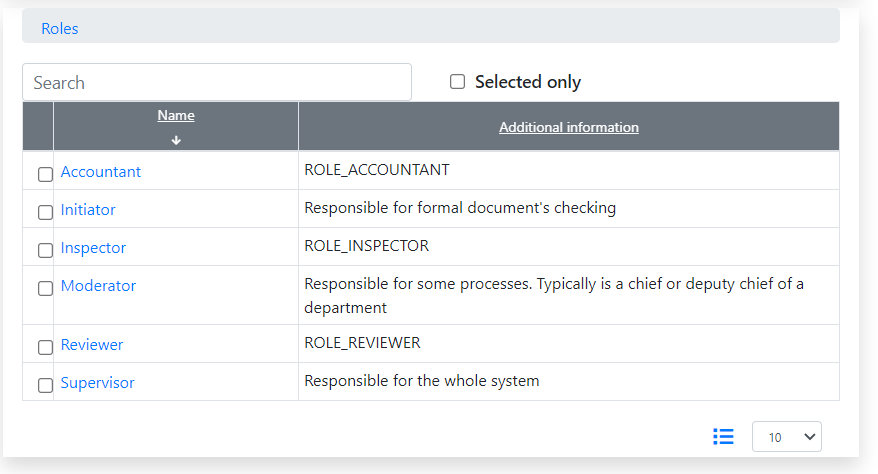 Roles
Search
Selected only
Name
Additional information
Accountant ROLE_ACCOUNTANT
Initiator Responsible for formal document's checking
Inspector ROLE_INSPECTOR
Moderator Responsible for some processes. Typically is a chief or deputy chief of a
department
Reviewer ROLE_REVIEWER
Supervisor Responsible for the whole system
10